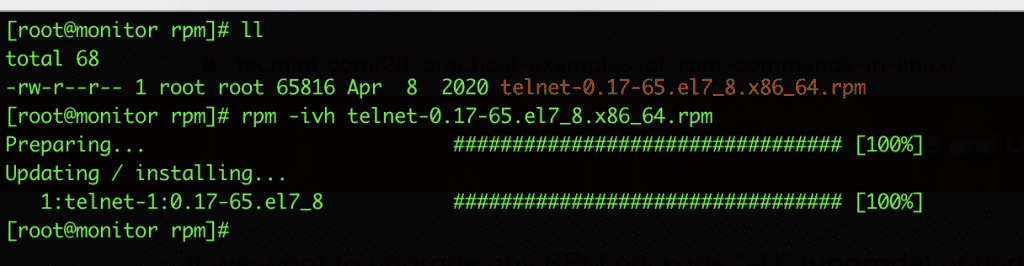 [root@monitor rpm]# ll
total 68
-rw-r--r-- 1 root root 65816 Apr  8  2020 telnet-0.17-65.el7_8.x86_64.rpm
[root@monitor rpm]# rpm -ivh telnet-0.17-65.el7_8.x86_64.rpm
Preparing...                          ################################# [100%]
Updating / installing...
   1:telnet-1:0.17-65.el7_8           ################################# [100%]
[root@monitor rpm]#